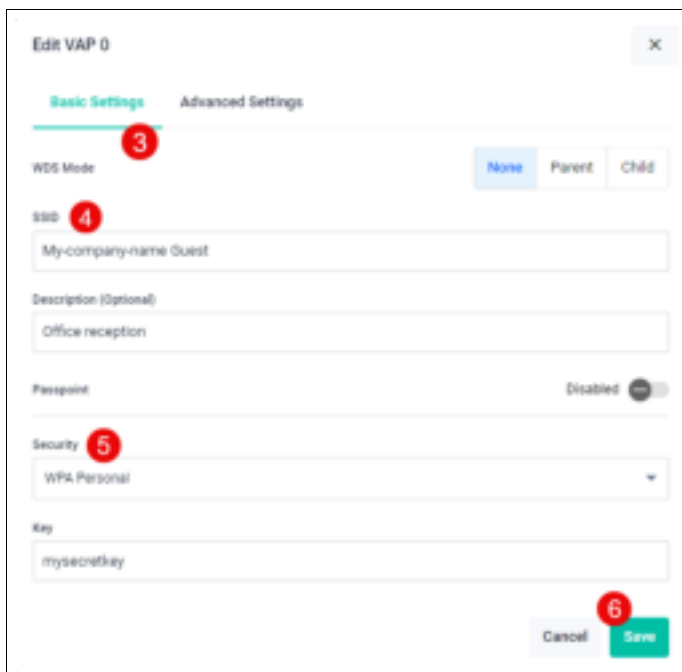 Edit VAP 0
Basic Settings Advanced Settings
3
WDS Mode None Parent Child
SSID 4
My-company-name Guest
Description (Optional)
Office reception
Passpoint Disabled
Security 5
WPA Personal
Key
mysecretkey
6
Cancel Save